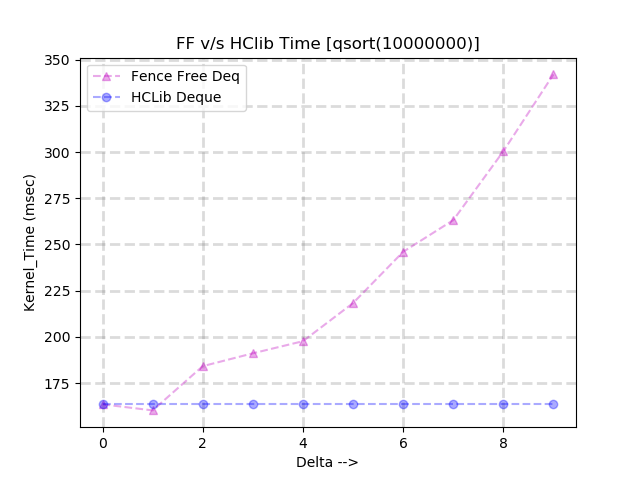 FF v/s HClib Time [qsort(10000000)]
Fence Free Deq
HCLib Deque
Kernel_Time (msec)
350
325
300
275
250
225
200
175
0 2 4 6 8
Delta -->